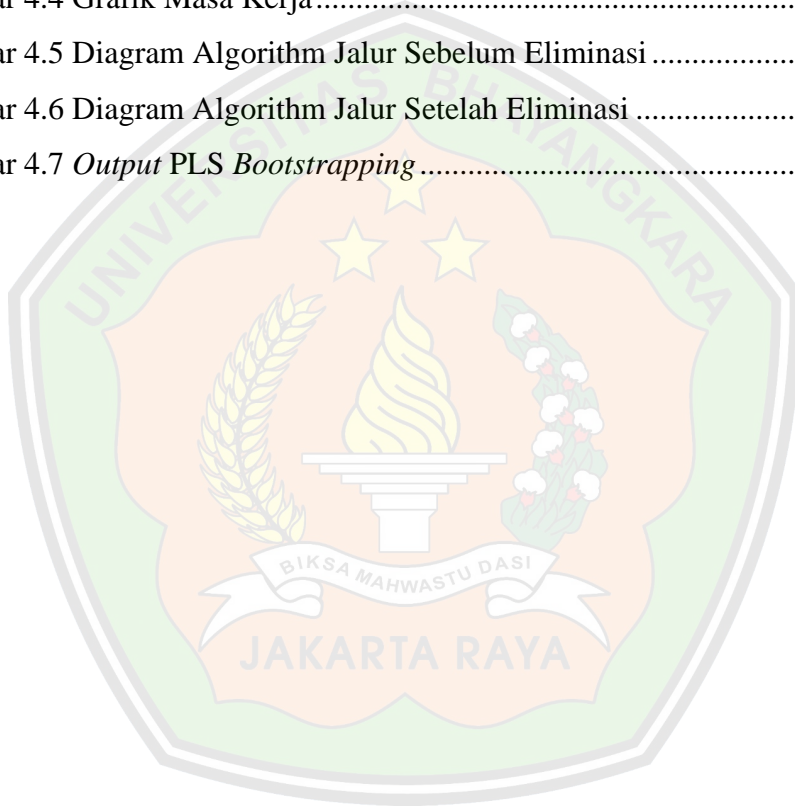 ar 4.4 Grafik Masa Kerja
ar 4.5 Diagram Algorithm Jalur Sebelum Eliminasi
ar 4.6 Diagram Algorithm Jalur Setelah Eliminasi
ar 4.7 Output PLS Bootstrapping
UNIVERSITAS BHAYANGKARA
BIKSA MAHWASTU DASI
JAKARTA RAYA